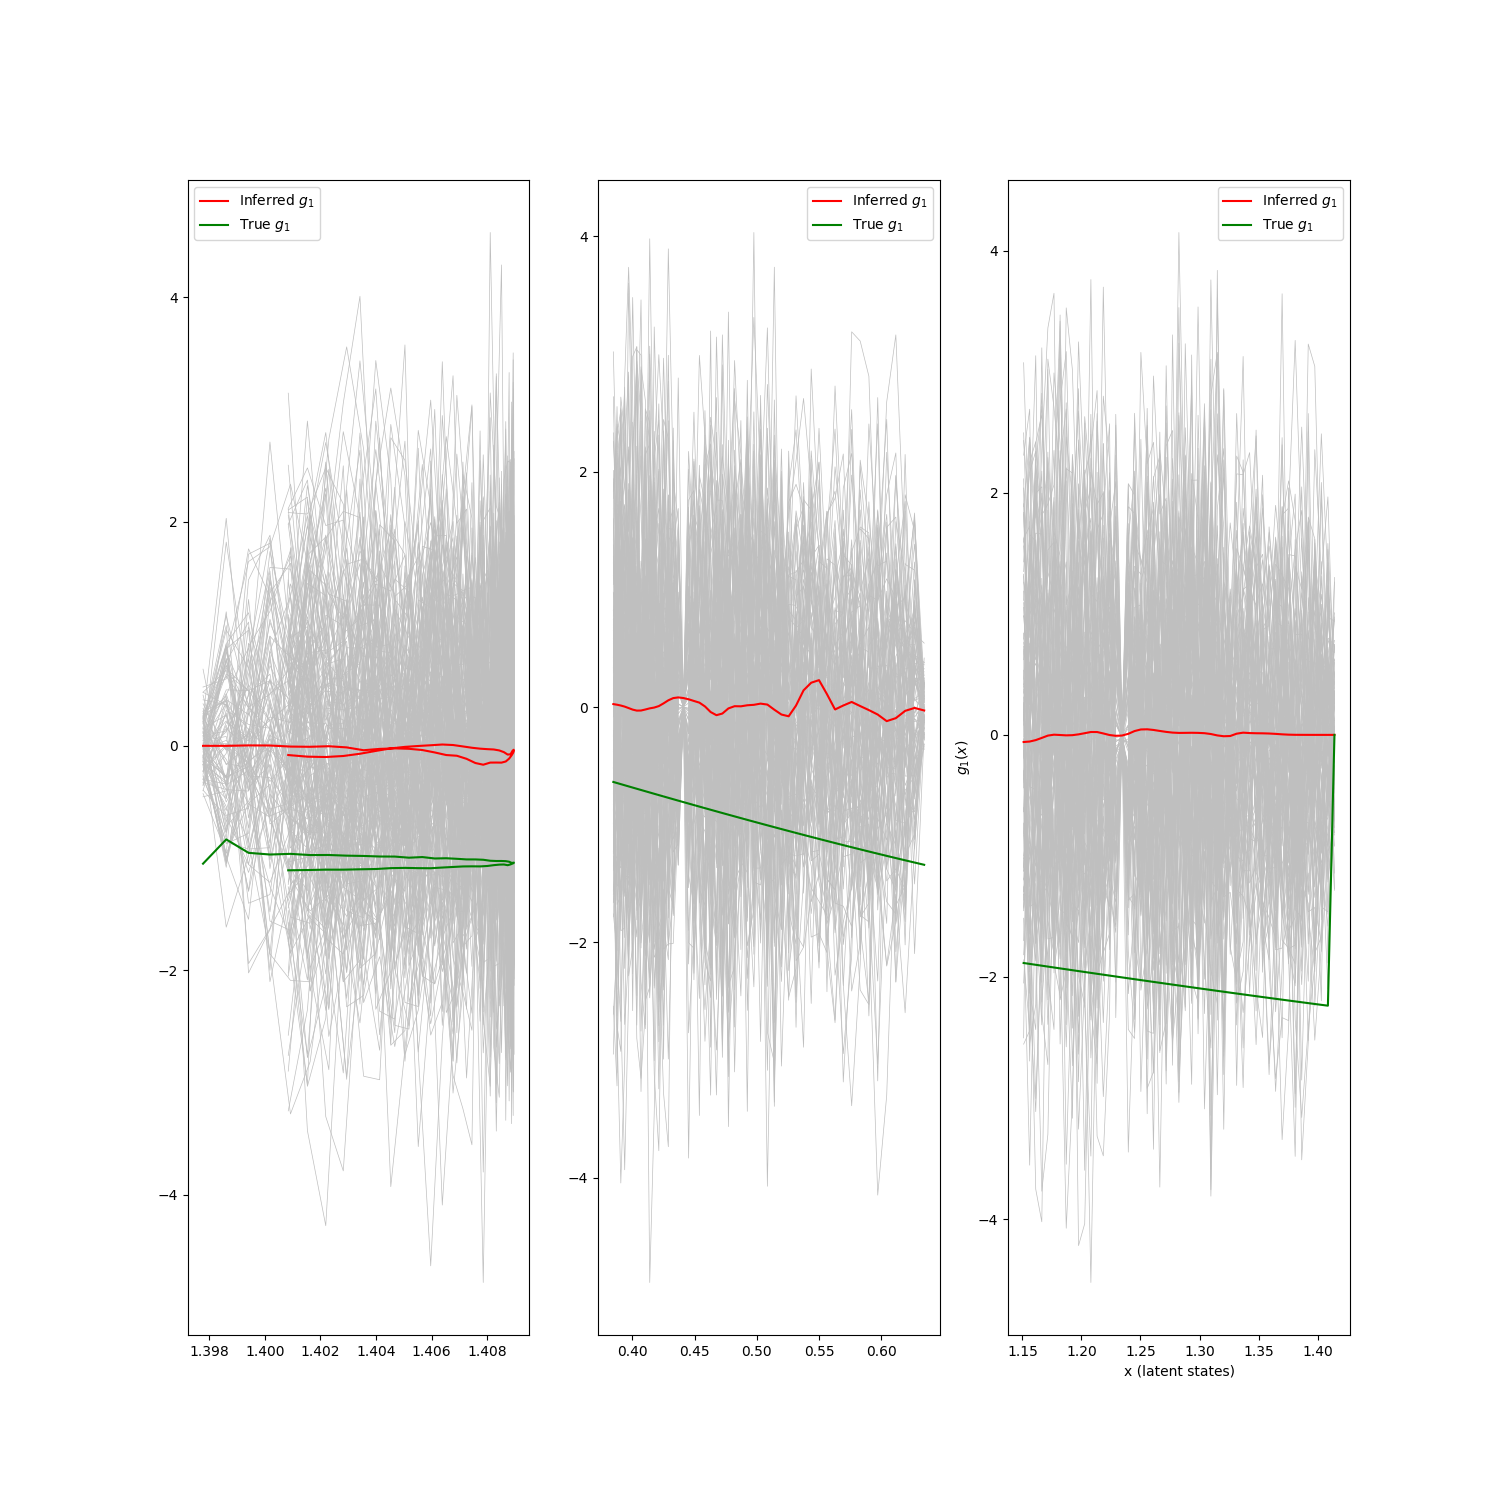 Inferred g₁
True g₁
4
2
0
−2
−4
1.398 1.400 1.402 1.404 1.406 1.408
Inferred g₁
True g₁
4
2
0
−2
−4
0.40 0.45 0.50 0.55 0.60
Inferred g₁
True g₁
g₁(x)
4
2
0
−2
−4
1.15 1.20 1.25 1.30 1.35 1.40
x (latent states)